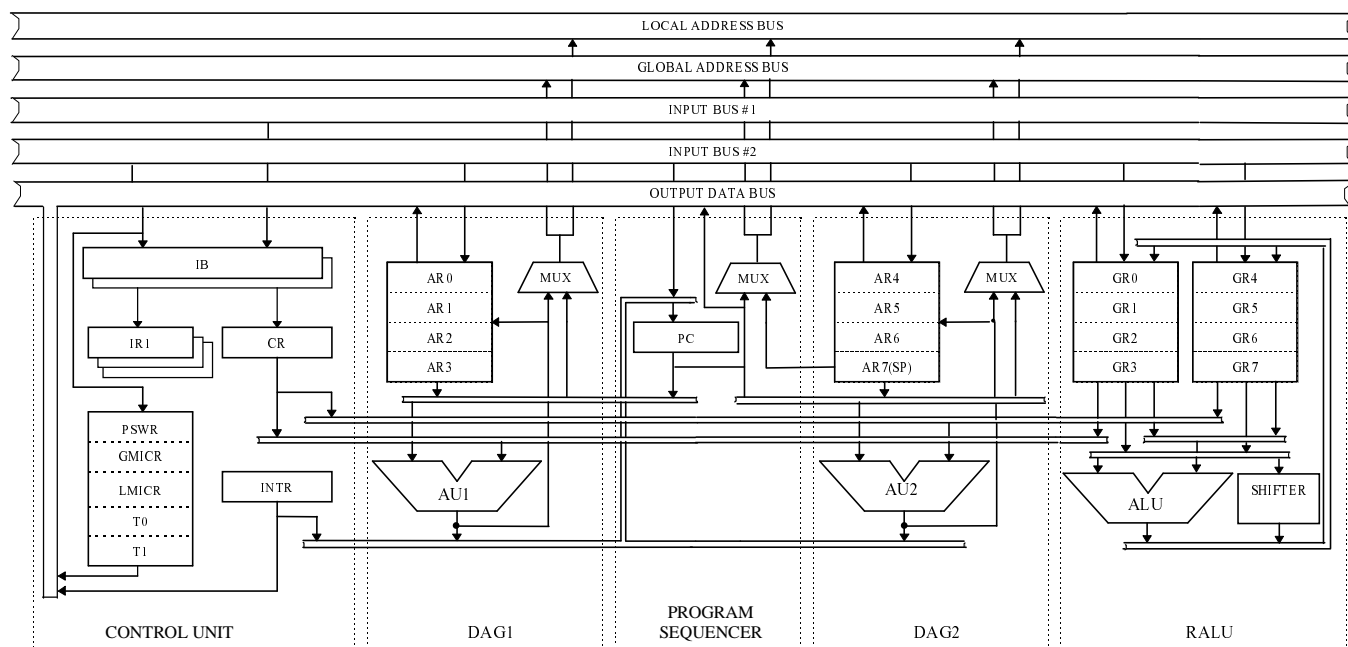 LOCAL ADDRESS BUS
GLOBAL ADDRESS BUS
INPUT BUS #1
INPUT BUS #2
OUTPUT DATA BUS
IB
IR1
CR
PSWR
GMICR
LMICR
T0
T1
INTR
CONTROL UNIT
AR0
AR1
AR2
AR3
MUX
AU1
DAG1
MUX
PC
PROGRAM
SEQUENCER
AR4
AR5
AR6
AR7(SP)
MUX
AU2
DAG2
GR0
GR1
GR2
GR3
GR4
GR5
GR6
GR7
ALU
SHIFTER
RALU